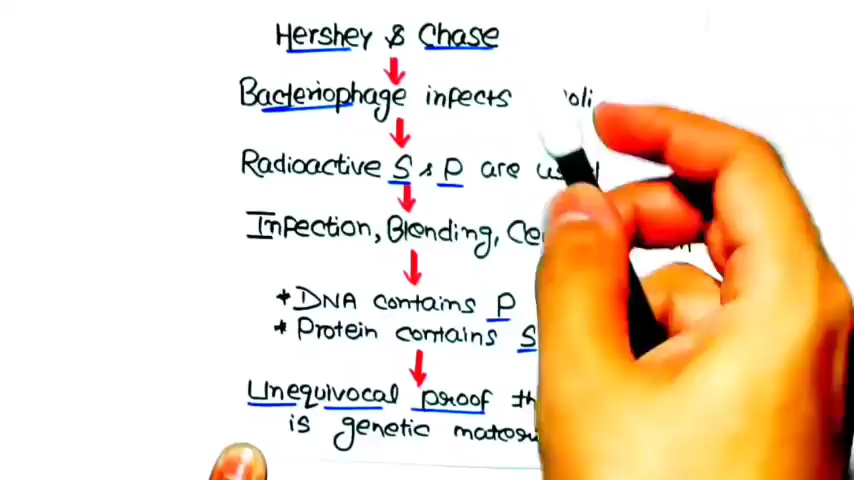 Hershey & Chase
Bacteriophage infects
Radioactive S & P are
Infection, Blending,
* DNA contains P
* Protein contains S
Unequivocal proof
is genetic